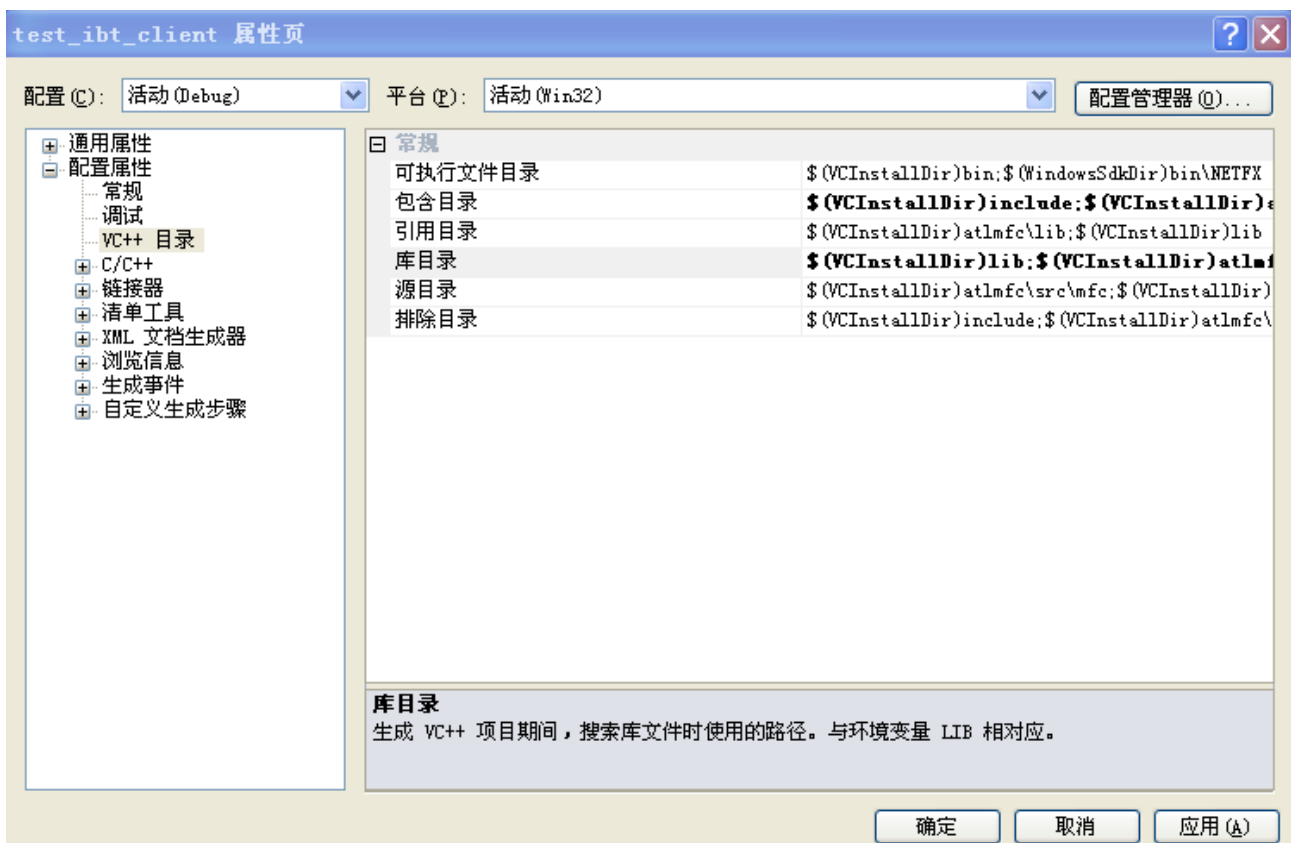 test_ibt_client 属性页
配置(C): 活动(Debug) 平台(P): 活动(Win32) 配置管理器(O)...
通用属性
配置属性
常规
调试
VC++ 目录
C/C++
链接器
清单工具
XML 文档生成器
浏览信息
生成事件
自定义生成步骤
常规
可执行文件目录 $(VCInstallDir)bin;$(WindowsSdkDir)bin\NETFX
包含目录 $(VCInstallDir)include;$(VCInstallDir)
引用目录 $(VCInstallDir)atlmfc\lib;$(VCInstallDir)lib
库目录 $(VCInstallDir)lib;$(VCInstallDir)atlmf
源目录 $(VCInstallDir)atlmfc\src\mfc;$(VCInstallDir)
排除目录 $(VCInstallDir)include;$(VCInstallDir)atlmfc\
库目录
生成 VC++ 项目期间，搜索库文件时使用的路径。与环境变量 LIB 相对应。
确定 取消 应用(A)